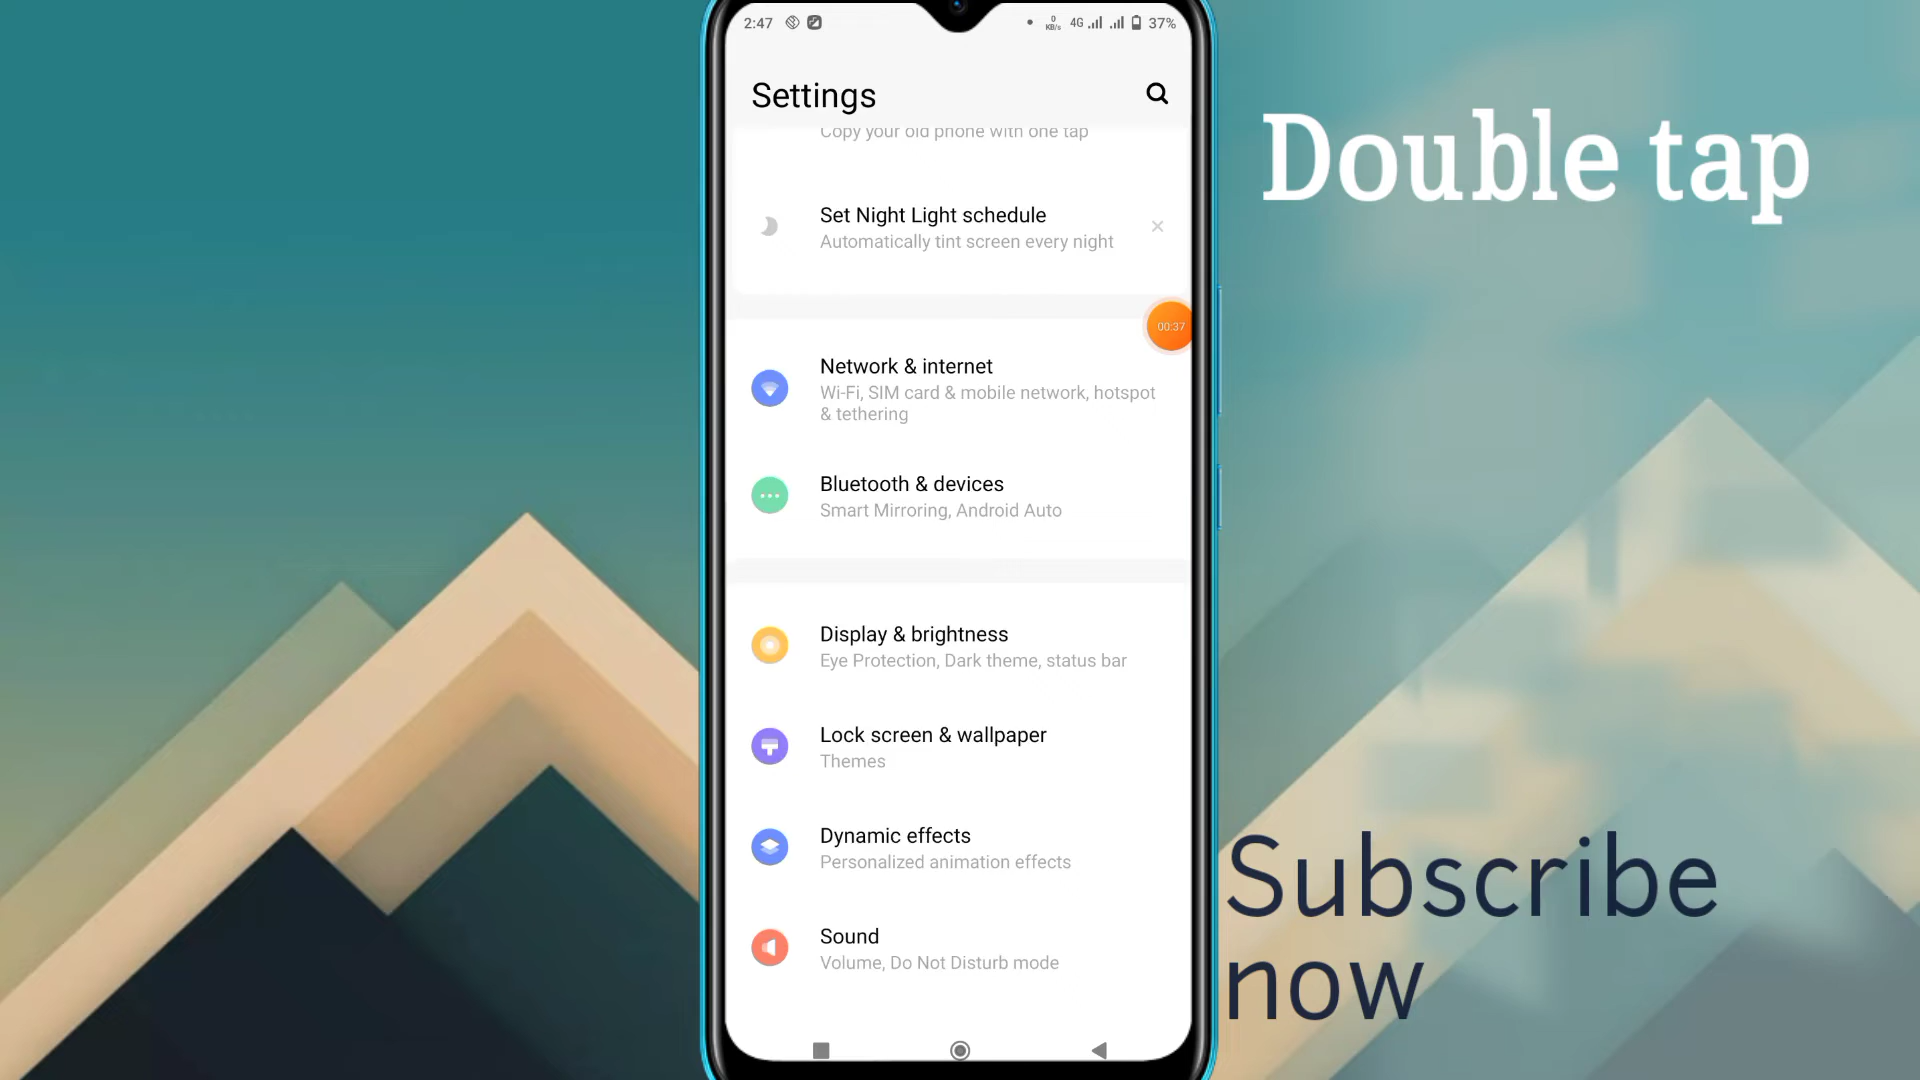 2:47
0
KB/s
4G
37%
Settings
Copy your old phone with one tap
Set Night Light schedule
Automatically tint screen every night
00:37
Network & internet
Wi-Fi, SIM card & mobile network, hotspot
& tethering
Bluetooth & devices
Smart Mirroring, Android Auto
Display & brightness
Eye Protection, Dark theme, status bar
Lock screen & wallpaper
Themes
Dynamic effects
Personalized animation effects
Sound
Volume, Do Not Disturb mode
Double tap
Subscribe
now